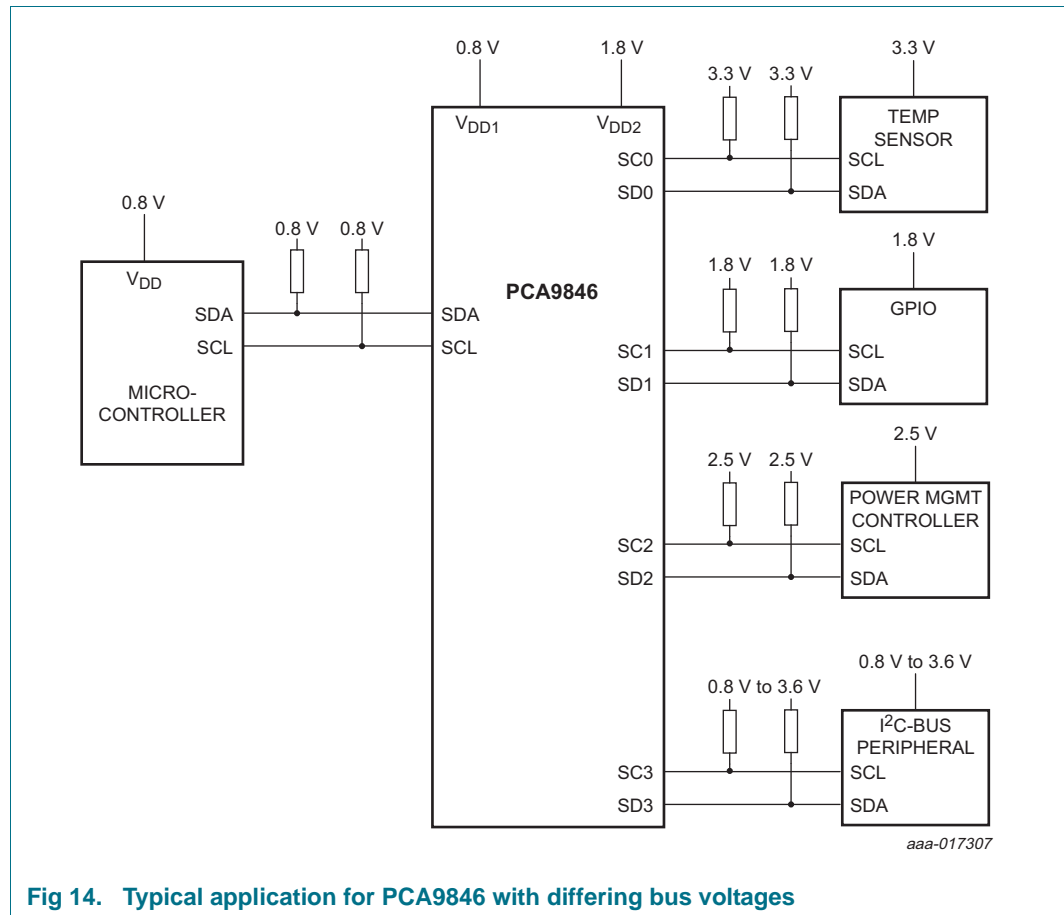 0.8 V
1.8 V
3.3 V
3.3 V
3.3 V
VDD1
VDD2
TEMP
SENSOR
SC0
SCL
SD0
SDA
0.8 V
0.8 V
0.8 V
1.8 V
1.8 V
1.8 V
VDD
PCA9846
GPIO
SDA
SDA
SCL
SCL
SC1
SCL
SD1
SDA
MICRO-
CONTROLLER
2.5 V
2.5 V
2.5 V
POWER MGMT
CONTROLLER
SC2
SCL
SD2
SDA
0.8 V to 3.6 V
0.8 V to 3.6 V
I2C-BUS
PERIPHERAL
SC3
SCL
SD3
SDA
aaa-017307
Fig 14. Typical application for PCA9846 with differing bus voltages